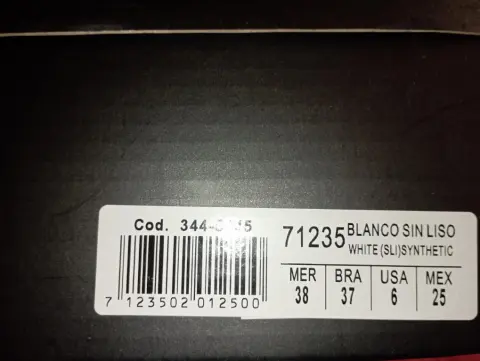 Cod.
71235 BLANCO SIN LISO
WHITE (SLI)SYNTHETIC
MER BRA USA MEX
38 37 6 25
7 123502 012500